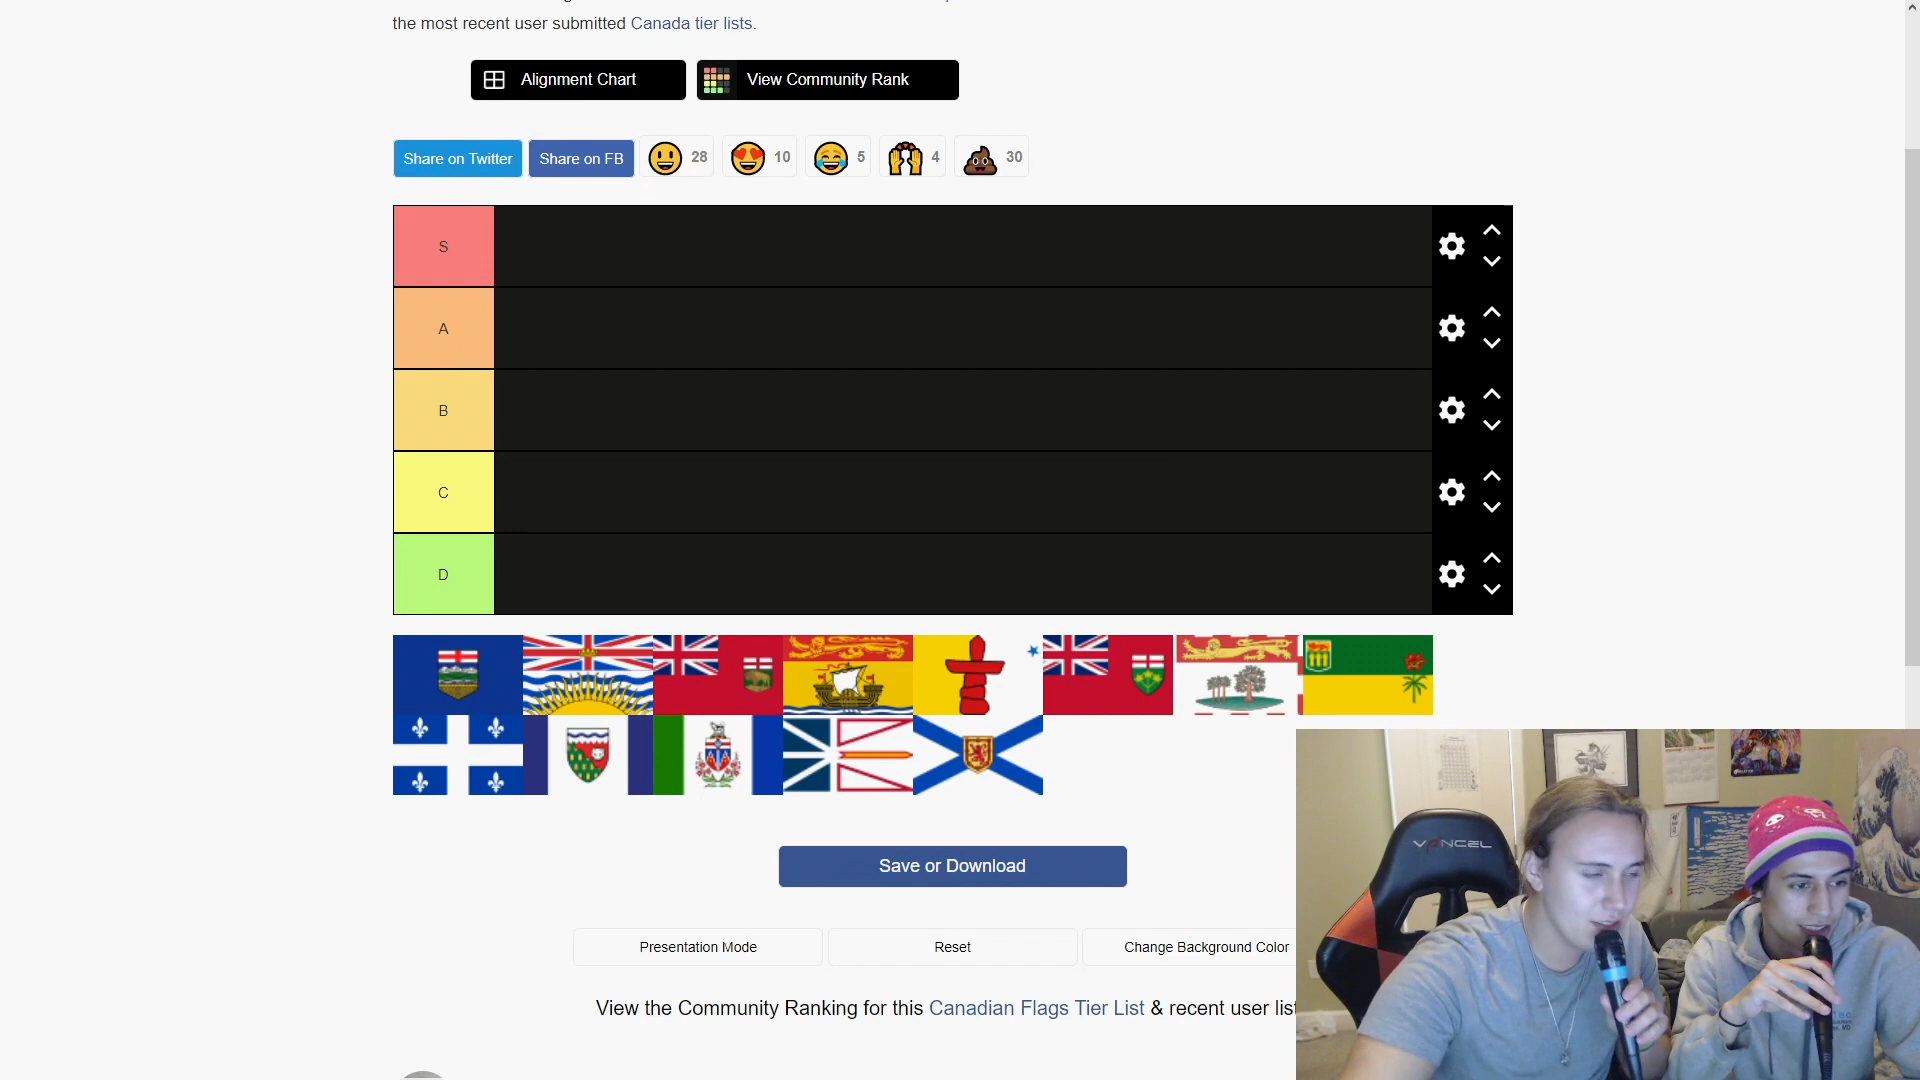 the most recent user submitted Canada tier lists.
Alignment Chart
View Community Rank
Share on Twitter
Share on FB
28
10
5
4
30
S
A
B
C
D
Save or Download
Presentation Mode
Reset
Change Background Color
View the Community Ranking for this Canadian Flags Tier List & recent user list